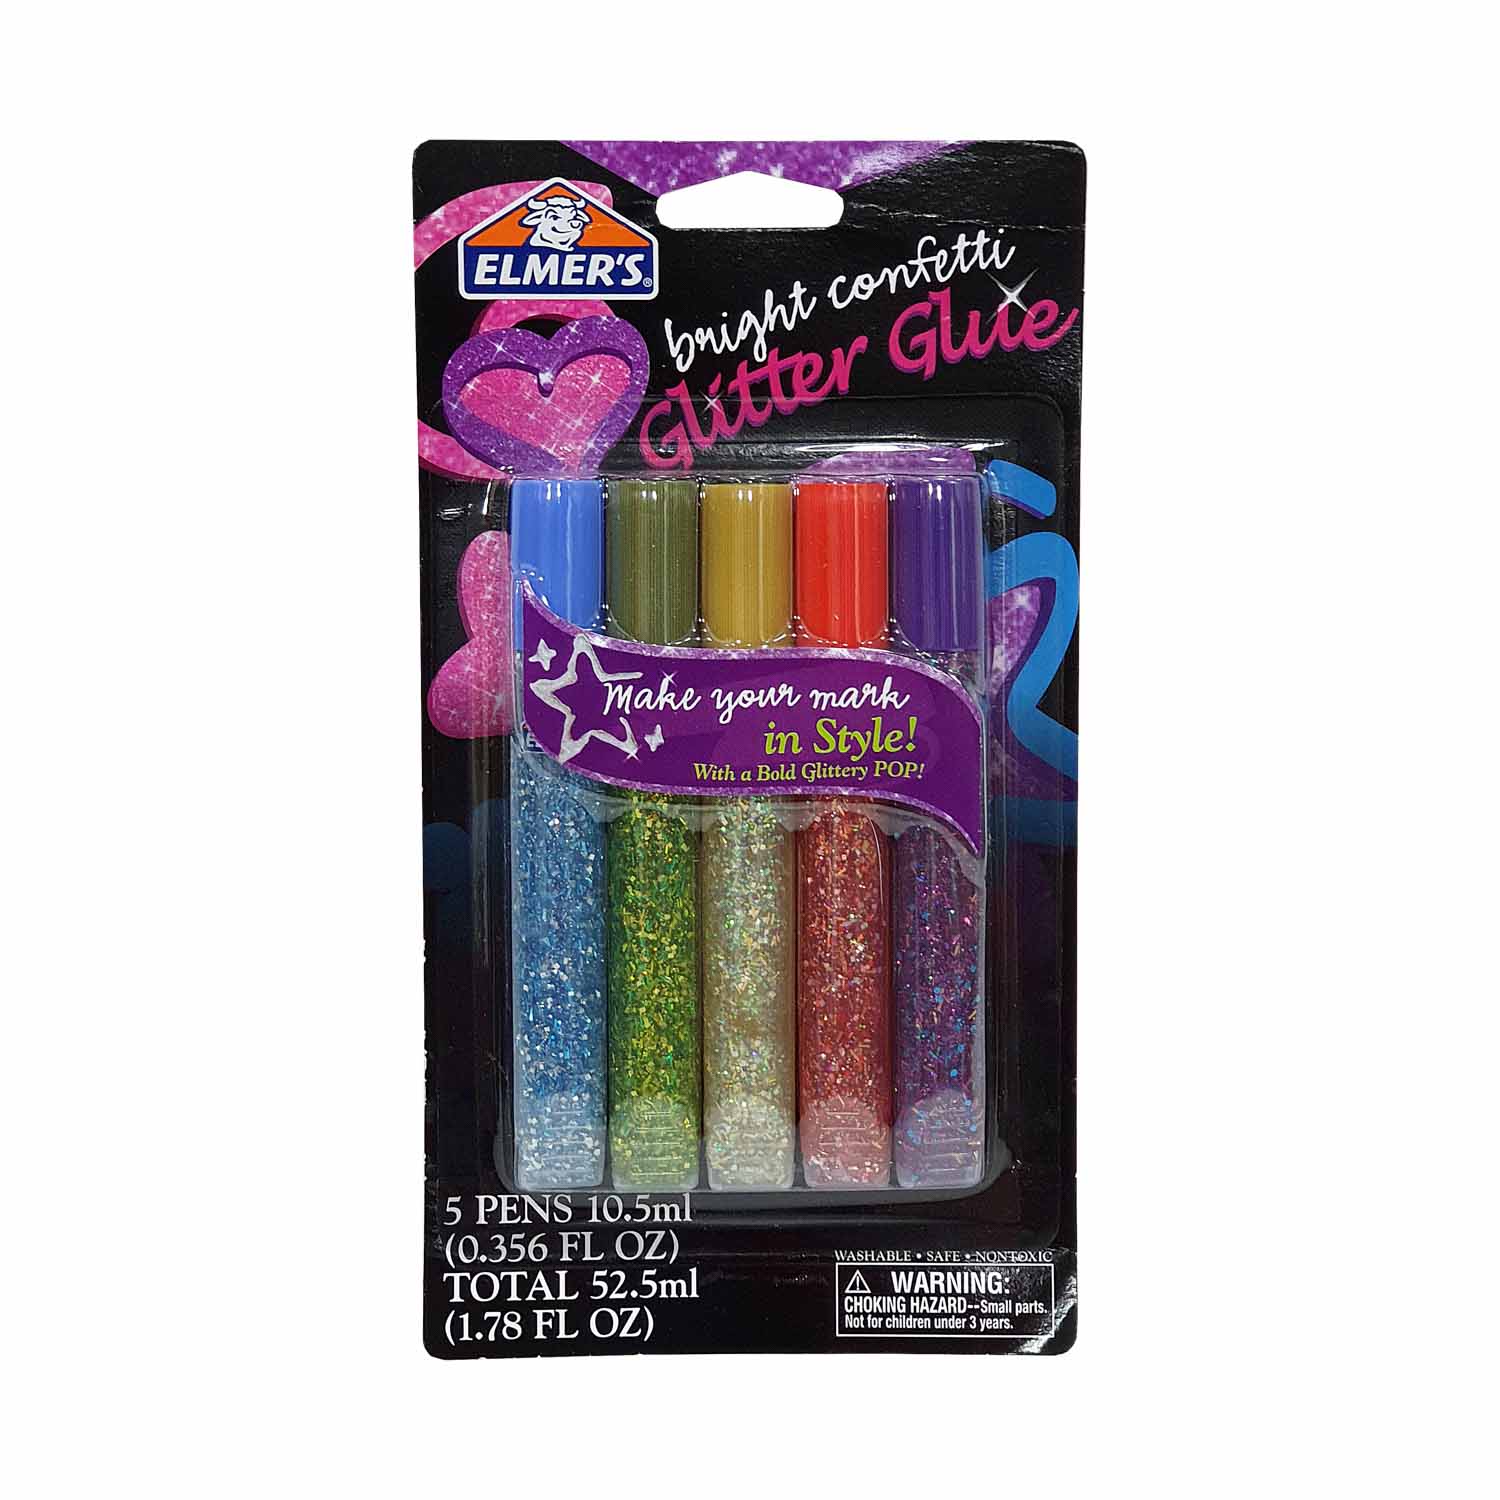 ELMER'S®
bright confetti
Glitter Glue
Make your mark
in Style!
With a Bold Glittery POP!
5 PENS 10.5ml
(0.356 FL OZ)
TOTAL 52.5ml
(1.78 FL OZ)
WASHABLE • SAFE • NONTOXIC
⚠ WARNING:
CHOKING HAZARD--Small parts.
Not for children under 3 years.